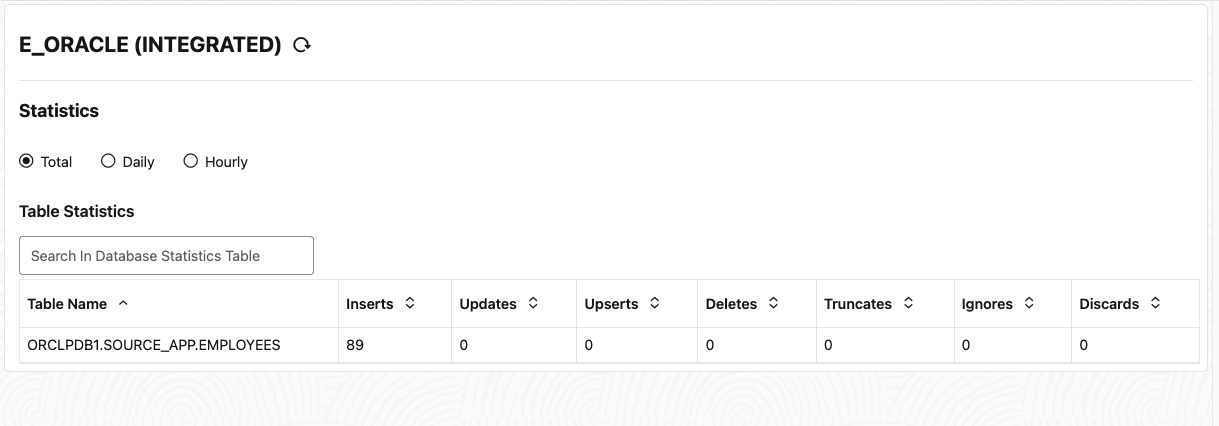 E_ORACLE (INTEGRATED)
Statistics
Total Daily Hourly
Table Statistics
Search In Database Statistics Table
Table Name Inserts Updates Upserts Deletes Truncates Ignores Discards
ORCLPDB1.SOURCE_APP.EMPLOYEES 89 0 0 0 0 0 0